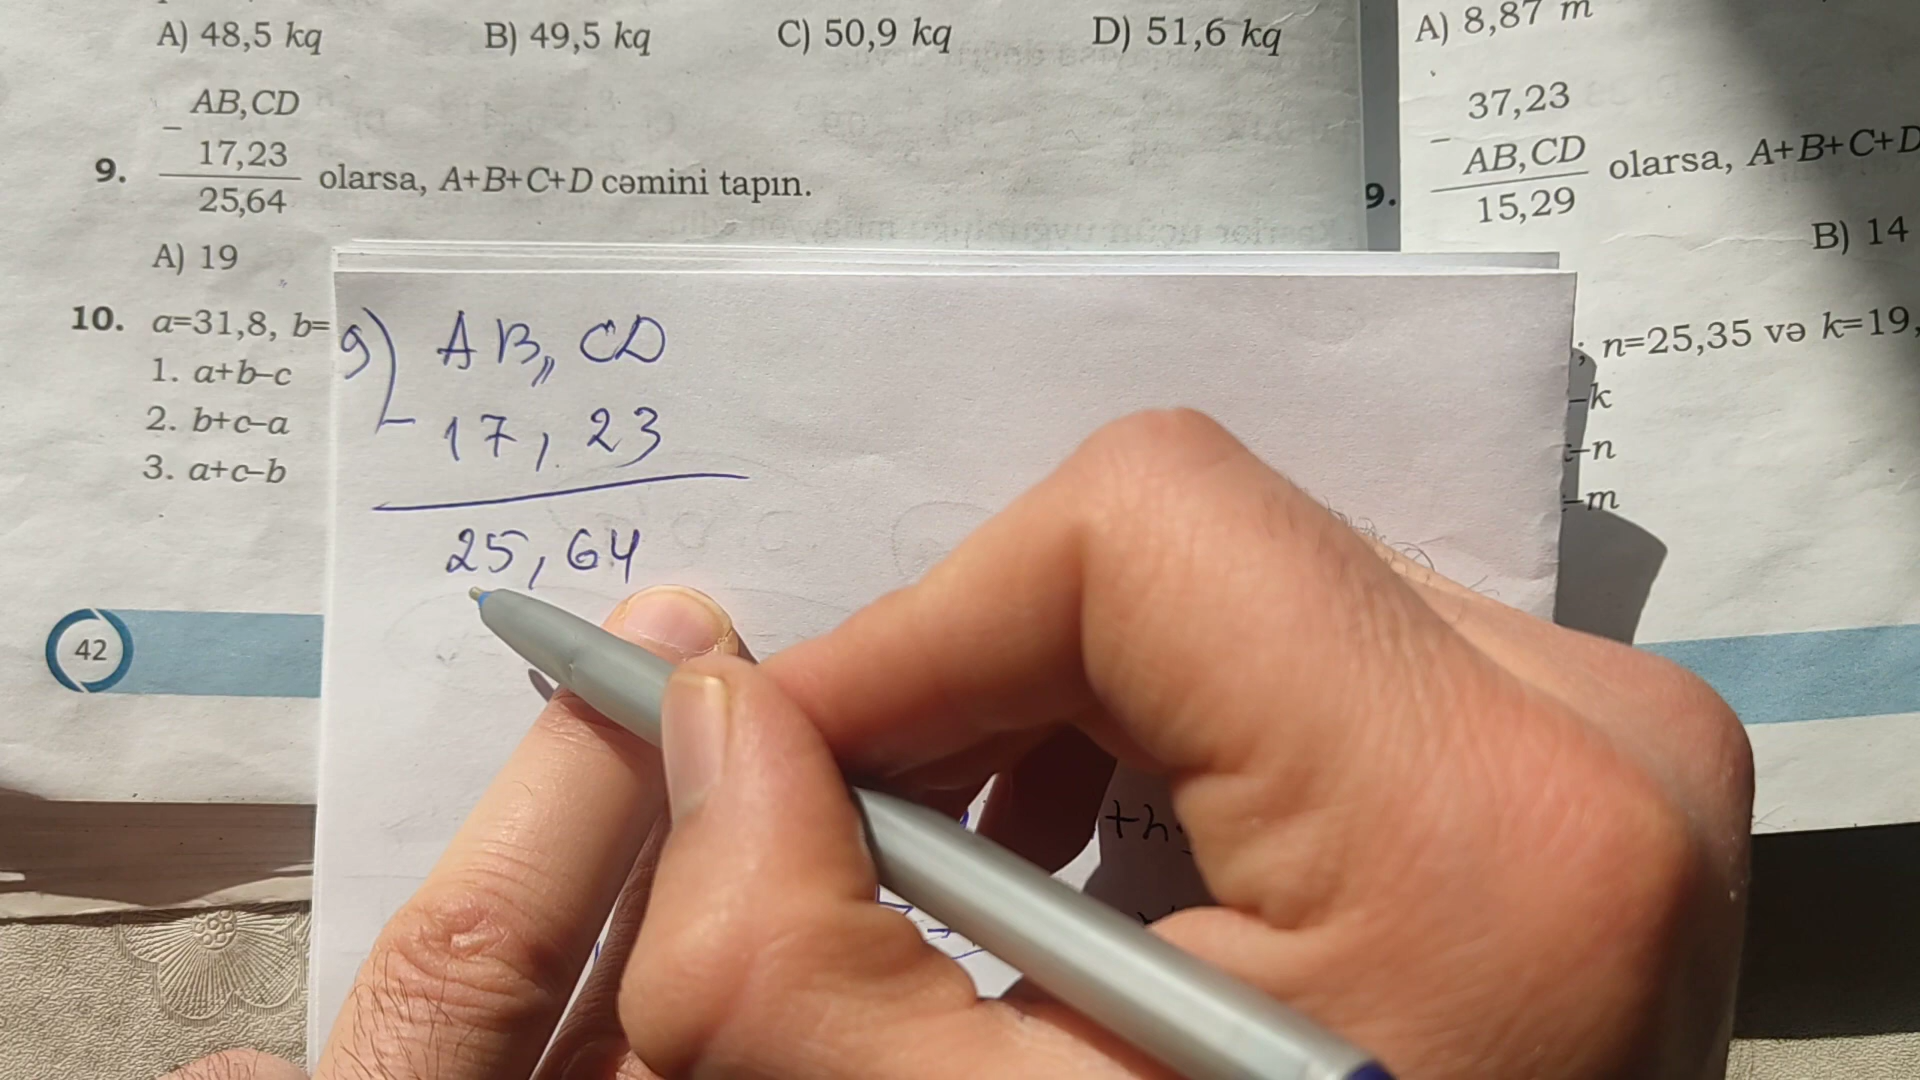 A) 48,5 kq B) 49,5 kq C) 50,9 kq D) 51,6 kq
9. AB,CD
− 17,23
25,64
olarsa, A+B+C+D cəmini tapın.
A) 19
10. a=31,8, b=
1. a+b–c
2. b+c–a
3. a+c–b
42
A) 8,87 m
9. 37,23
− AB,CD
15,29
olarsa, A+B+C+D
B) 14
; n=25,35 və k=19,
–k
–n
–m
9) AB,, CD
− 17, 23
25, 64